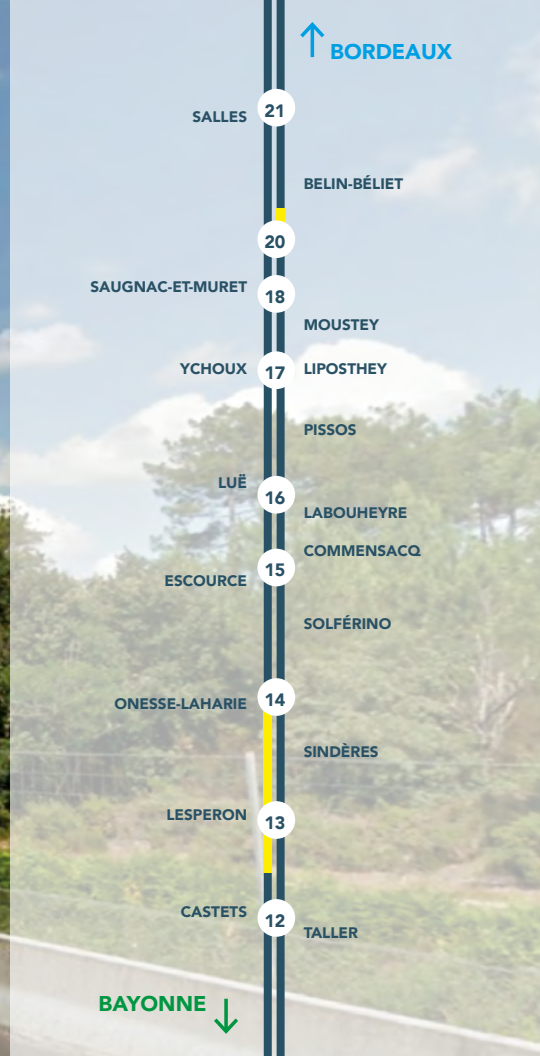 ↑ BORDEAUX
21
SALLES
BELIN-BÉLIET
20
SAUGNAC-ET-MURET
18
MOUSTEY
YCHOUX 17 LIPOSTHEY
PISSOS
LUË
16
LABOUHEYRE
COMMENSACQ
15
ESCOURCE
SOLFÉRINO
14
ONESSE-LAHARIE
SINDÈRES
LESPERON
13
CASTETS
12
TALLER
BAYONNE ↓